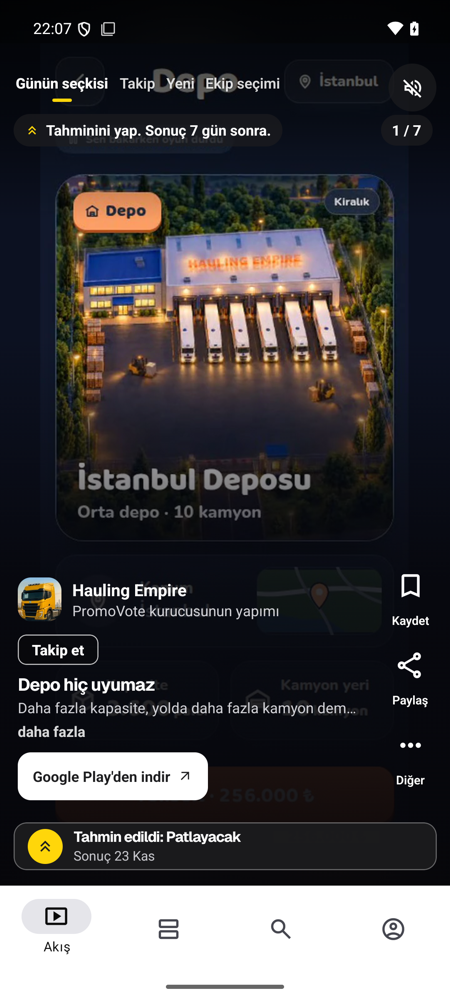 22:07
Günün seçkisi Takip Yeni Ekip seçimi
Depo
İstanbul
Tahminini yap. Sonuç 7 gün sonra.
1 / 7
Depo
Kiralık
HAULING EMPIRE
İstanbul Deposu
Orta depo · 10 kamyon
Hauling Empire
PromoVote kurucusunun yapımı
Kaydet
Takip et
Depo hiç uyumaz
Kamyon yeri
Daha fazla kapasite, yolda daha fazla kamyon dem…
Paylaş
daha fazla
Google Play'den indir
Diğer
256.000 ₺
Tahmin edildi: Patlayacak
Sonuç 23 Kas
Akış